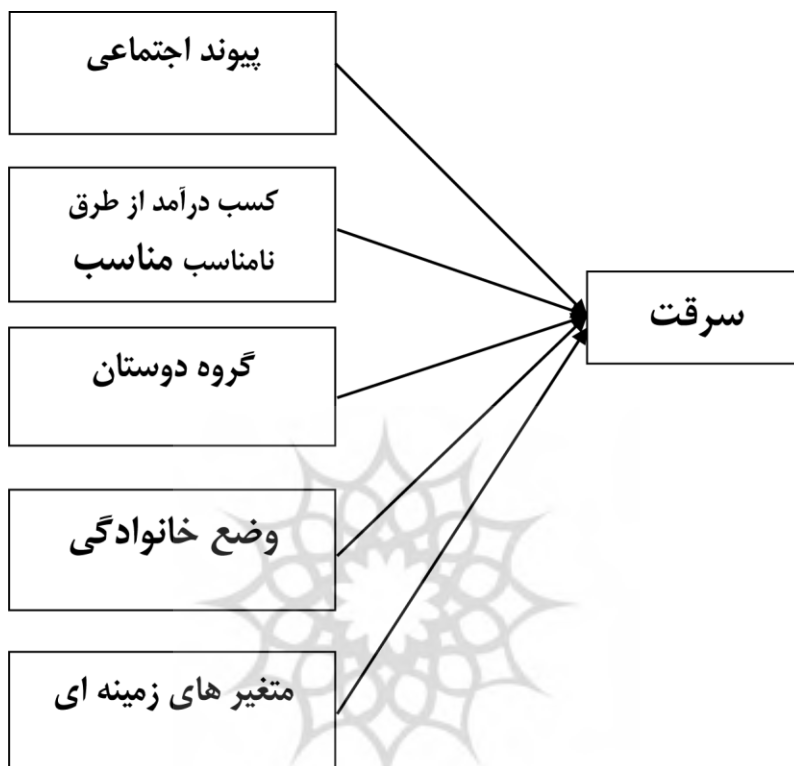 پیوند اجتماعی
کسب درآمد از طرق
نامناسب مناسب
گروه دوستان
وضع خانوادگی
متغیر های زمینه ای
سرقت